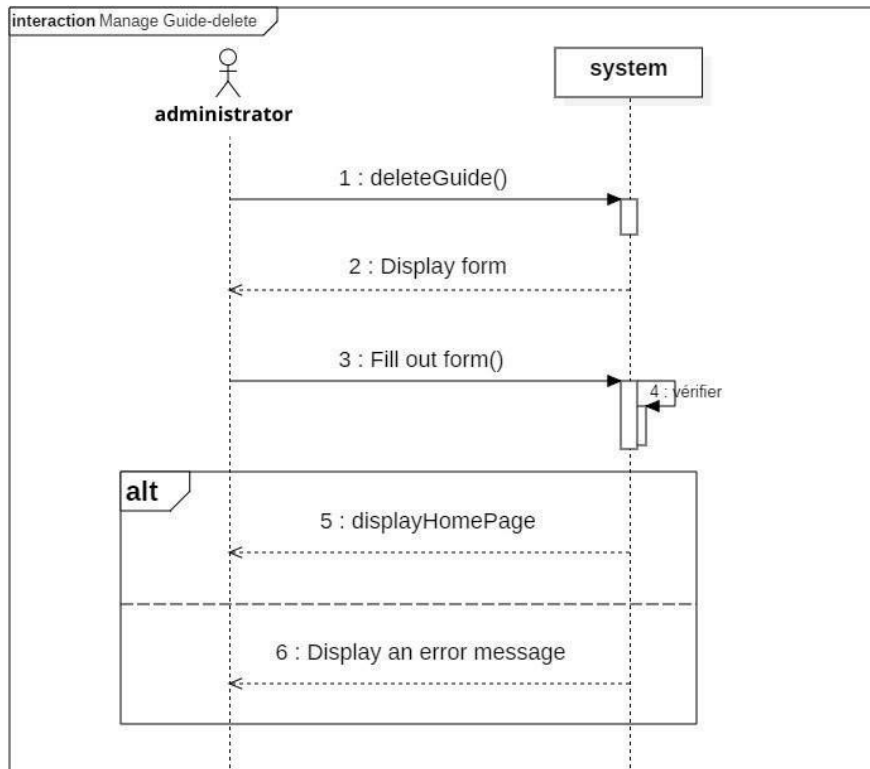 interaction Manage Guide-delete
system
administrator
1 : deleteGuide()
2 : Display form
3 : Fill out form()
4 : vérifier
alt
5 : displayHomePage
6 : Display an error message